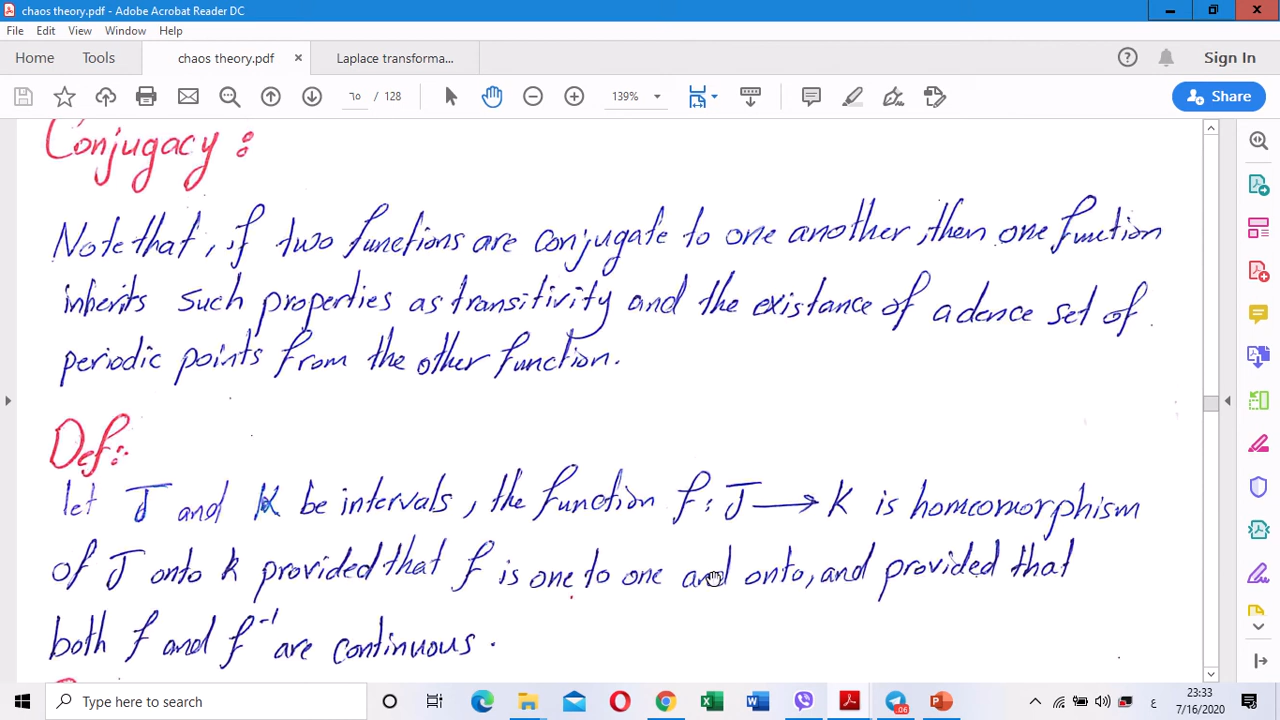 chaos theory.pdf - Adobe Acrobat Reader DC
File Edit View Window Help
Home Tools chaos theory.pdf × Laplace transforma... Sign In
٦٥ / 128 139% Share
Conjugacy :
Note that, if two functions are conjugate to one another, then one function
inherits such properties as transitivity and the existance of a dence set of
periodic points from the other function.
Def:
let J and K be intervals, the function f: J → K is homeomorphism
of J onto k provided that f is one to one and onto, and provided that
both f and f⁻¹ are continuous.
Type here to search
.06
ع
23:33
7/16/2020